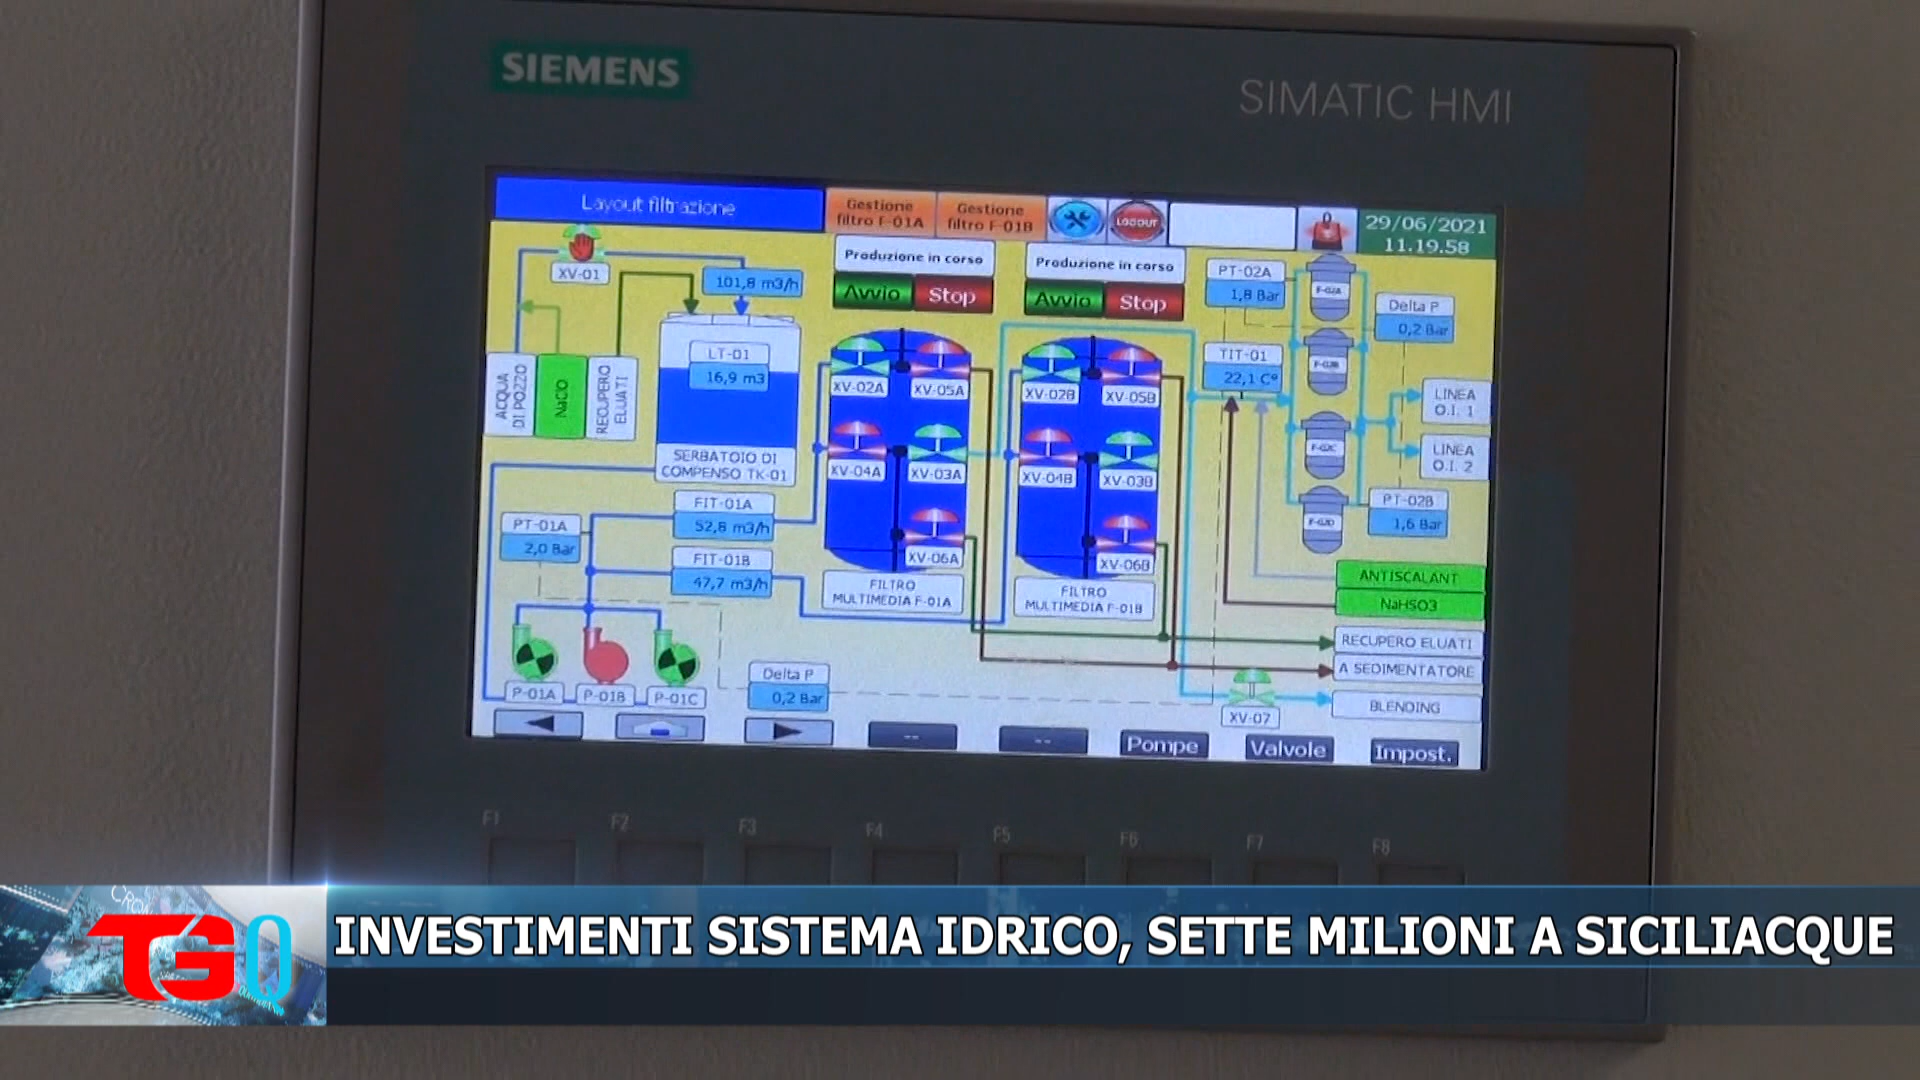 SIEMENS
SIMATIC HMI
Layout filtrazione
Gestione
filtro F-01A
Gestione
filtro F-01B
LOGOUT
0
29/06/2021
11.19.58
XV-01
101,8 m3/h
Produzione in corso
Avvio
Stop
Produzione in corso
Avvio
Stop
PT-02A
1,8 Bar
F-02A
Delta P
0,2 Bar
ACQUA
DI POZZO
NaClO
RECUPERO
ELUATI
LT-01
16,9 m3
SERBATOIO DI
COMPENSO TK-01
XV-02A
XV-05A
XV-04A
XV-03A
XV-06A
FILTRO
MULTIMEDIA F-01A
XV-02B
XV-05B
XV-04B
XV-03B
XV-06B
FILTRO
MULTIMEDIA F-01B
TIT-01
22,1 C°
F-02B
F-02C
F-02D
LINEA
O.I. 1
LINEA
O.I. 2
PT-02B
1,6 Bar
FIT-01A
52,8 m3/h
PT-01A
2,0 Bar
FIT-01B
47,7 m3/h
ANTISCALANT
NaHSO3
RECUPERO ELUATI
A SEDIMENTATORE
BLENDING
P-01A
P-01B
P-01C
Delta P
0,2 Bar
XV-07
--
--
Pompe
Valvole
Impost.
F1
F2
F3
F4
F5
F6
F7
F8
TGQ
INVESTIMENTI SISTEMA IDRICO, SETTE MILIONI A SICILIACQUE